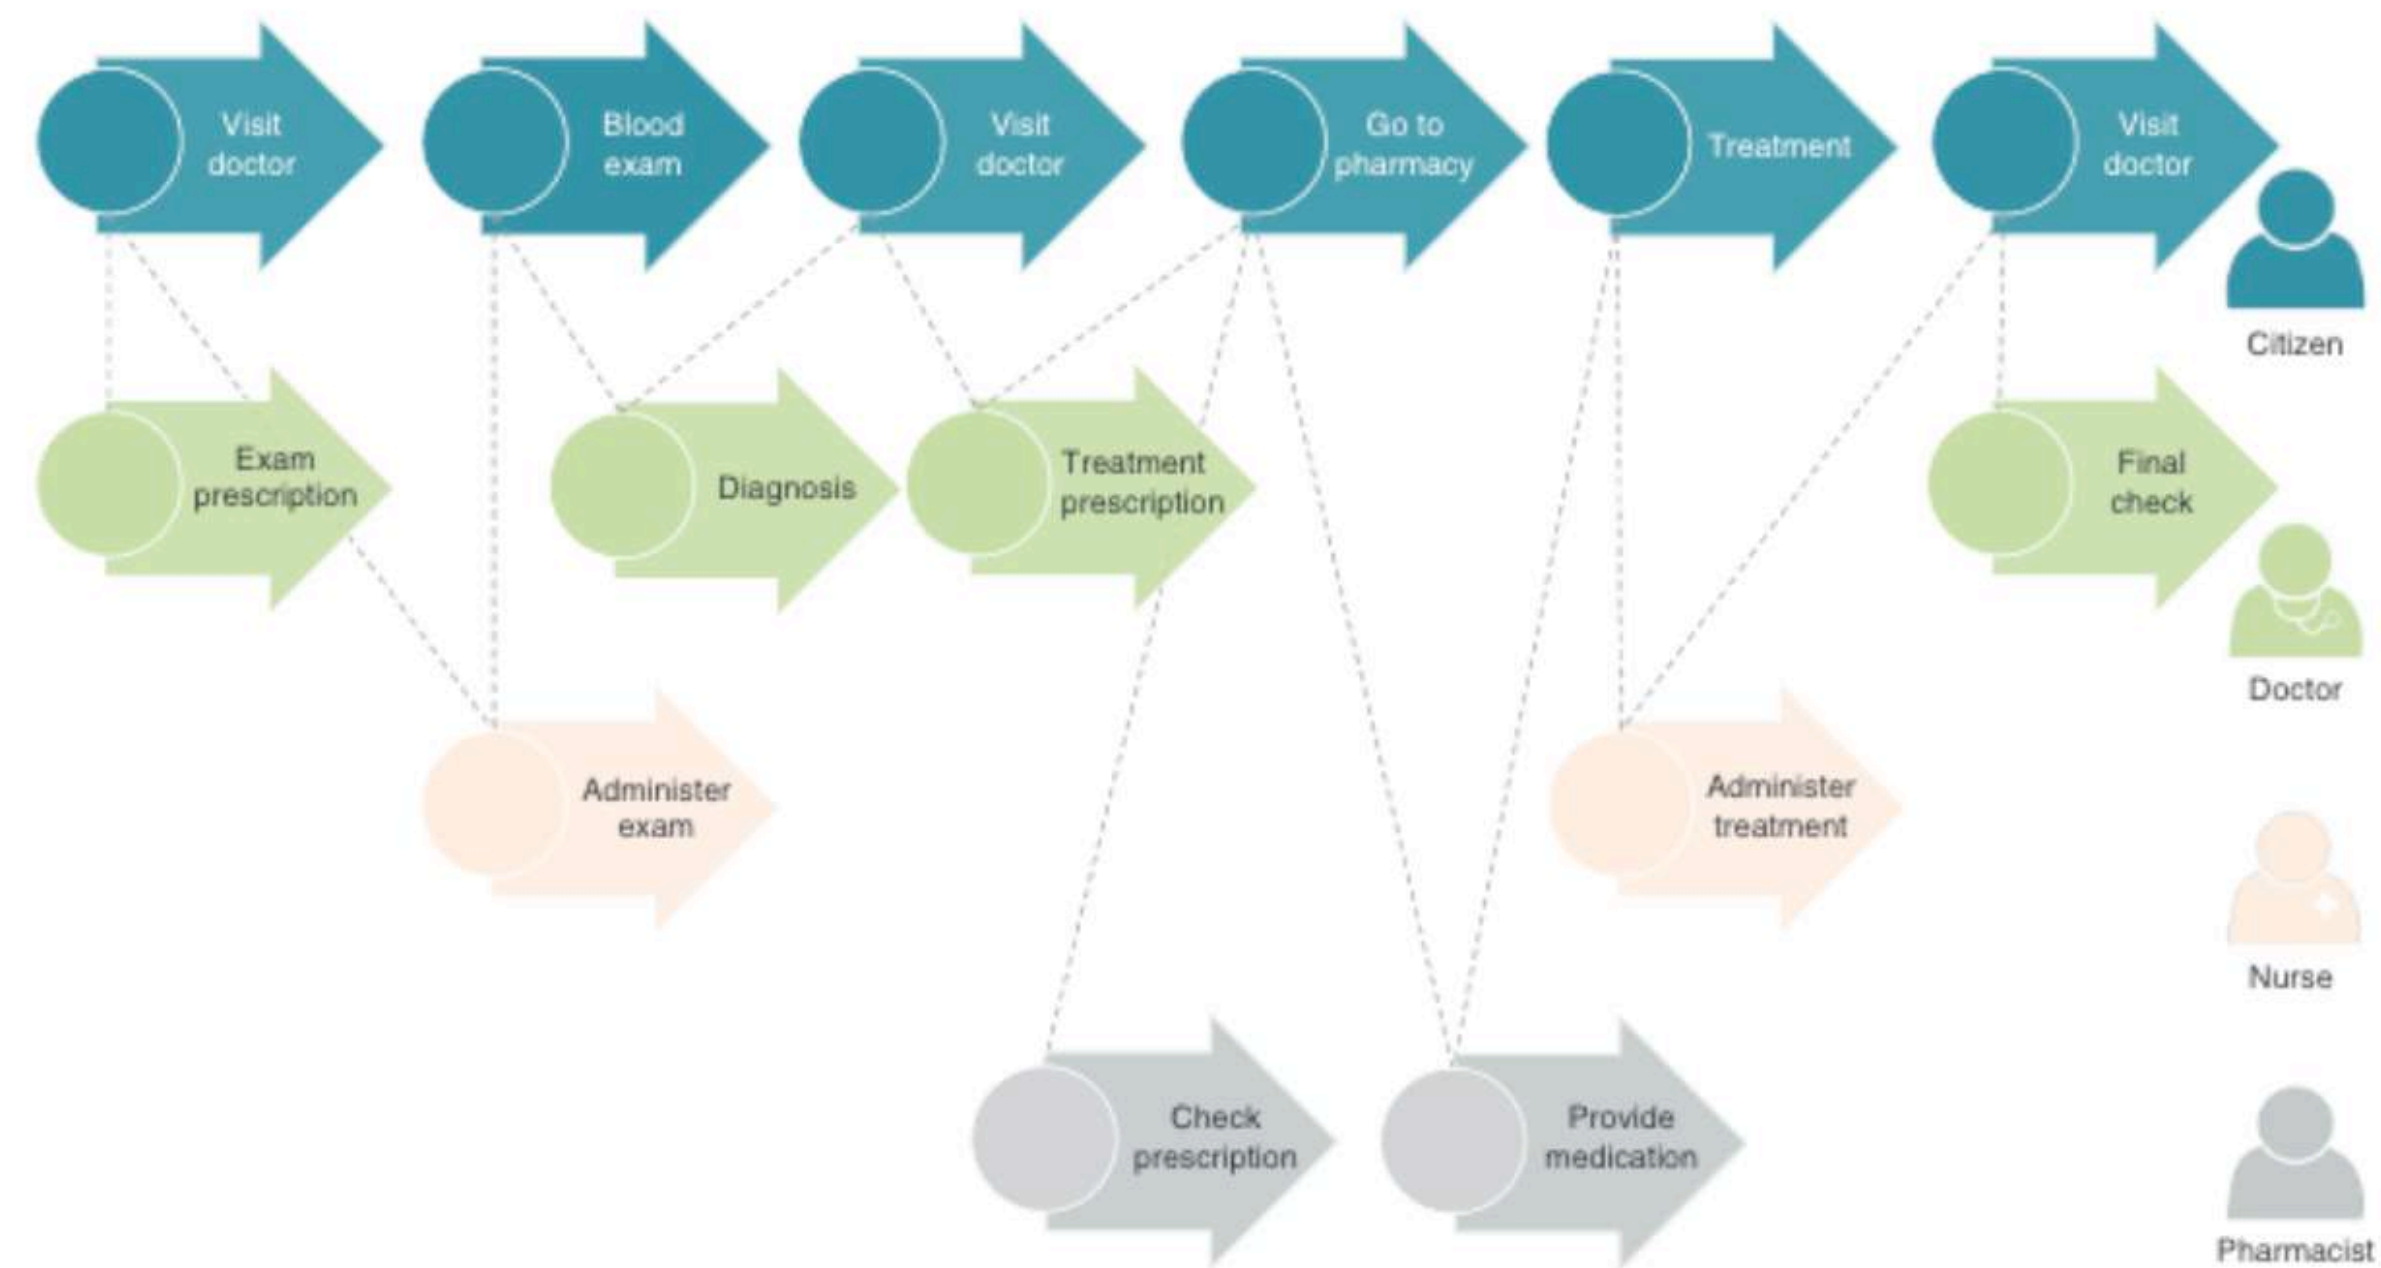 Visit
doctor
Blood
exam
Visit
doctor
Go to
pharmacy
Treatment
Visit
doctor
Citizen
Exam
prescription
Diagnosis
Treatment
prescription
Final
check
Doctor
Administer
exam
Administer
treatment
Nurse
Check
prescription
Provide
medication
Pharmacist